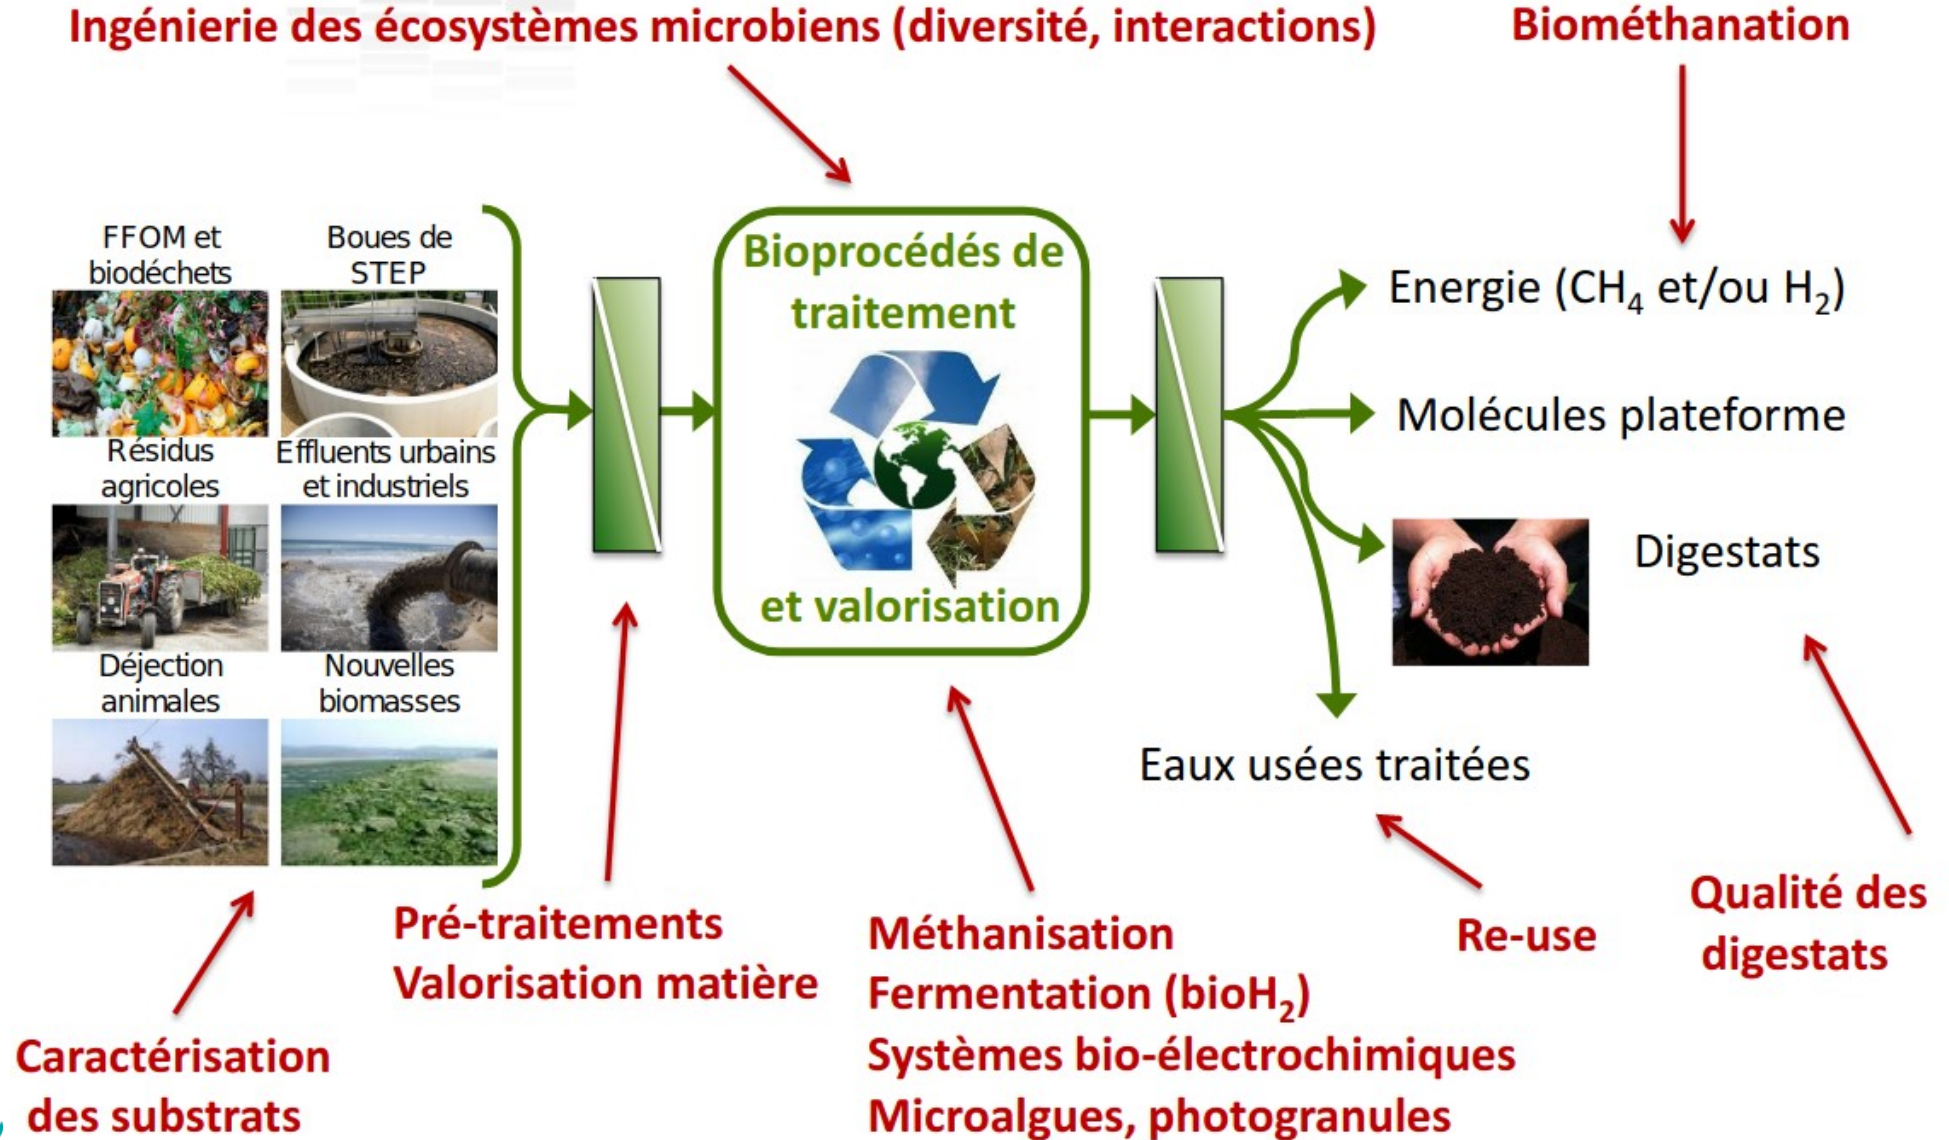 Ingénierie des écosystèmes microbiens (diversité, interactions)
Biométhanation
FFOM et
biodéchets
Boues de
STEP
Résidus
agricoles
Effluents urbains
et industriels
Déjection
animales
Nouvelles
biomasses
Bioprocédés de
traitement
et valorisation
Energie (CH₄ et/ou H₂)
Molécules plateforme
Digestats
Eaux usées traitées
Caractérisation
des substrats
Pré-traitements
Valorisation matière
Méthanisation
Fermentation (bioH₂)
Systèmes bio-électrochimiques
Microalgues, photogranules
Re-use
Qualité des
digestats